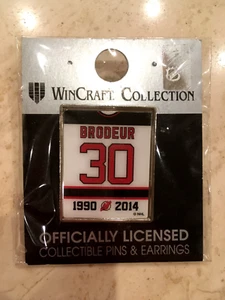 WINCRAFT COLLECTION
BRODEUR
30
1990 2014
©NHL
OFFICIALLY LICENSED
COLLECTIBLE PINS & EARRINGS